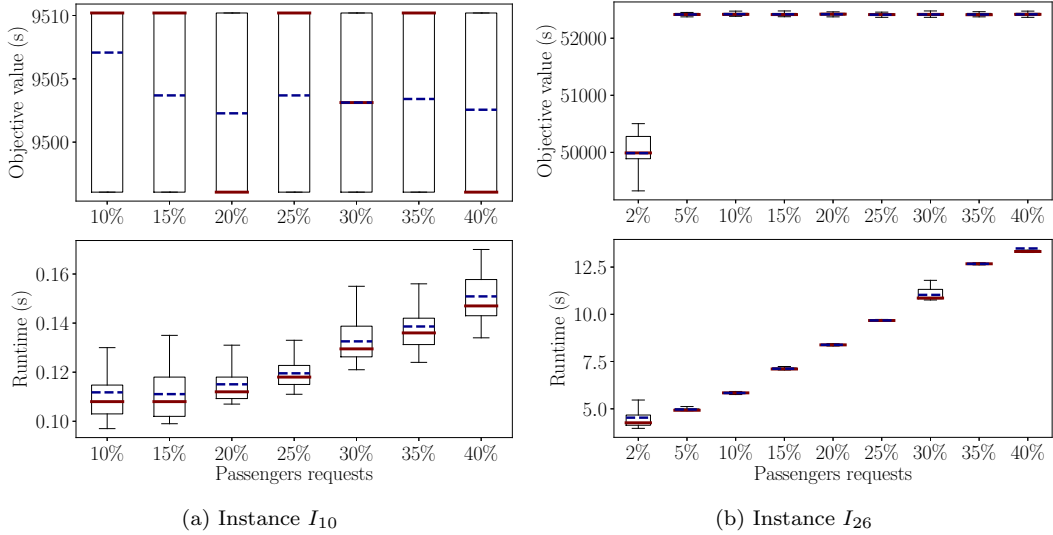 Objective value (s)
9510
9505
9500
10% 15% 20% 25% 30% 35% 40%
Runtime (s)
0.16
0.14
0.12
0.10
10% 15% 20% 25% 30% 35% 40%
Passengers requests
(a) Instance I10
Objective value (s)
52000
51000
50000
2% 5% 10% 15% 20% 25% 30% 35% 40%
Runtime (s)
12.5
10.0
7.5
5.0
2% 5% 10% 15% 20% 25% 30% 35% 40%
Passengers requests
(b) Instance I26